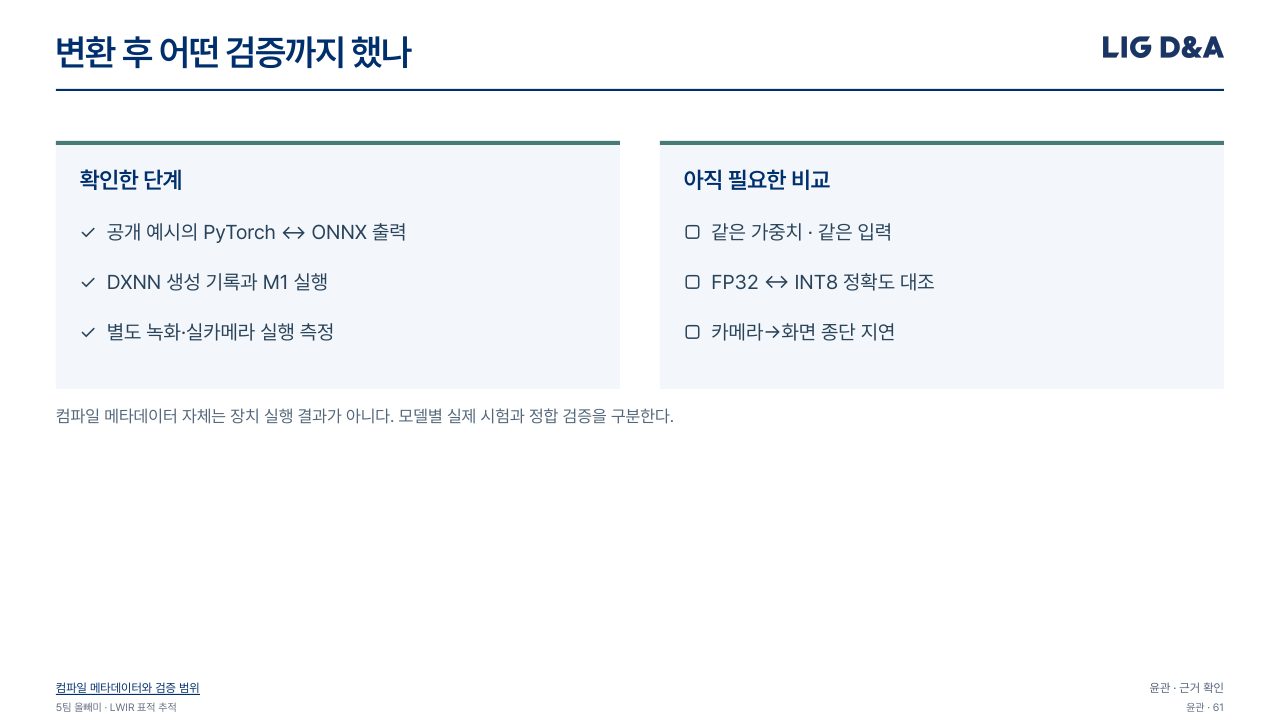 변환 후 어떤 검증까지 했나
LIG D&A
확인한 단계
✓ 공개 예시의 PyTorch ↔ ONNX 출력
✓ DXNN 생성 기록과 M1 실행
✓ 별도 녹화·실카메라 실행 측정
아직 필요한 비교
▢ 같은 가중치 · 같은 입력
▢ FP32 ↔ INT8 정확도 대조
▢ 카메라→화면 종단 지연
컴파일 메타데이터 자체는 장치 실행 결과가 아니다. 모델별 실제 시험과 정합 검증을 구분한다.
컴파일 메타데이터와 검증 범위
5팀 올빼미 · LWIR 표적 추적
윤관 · 근거 확인
윤관 · 61